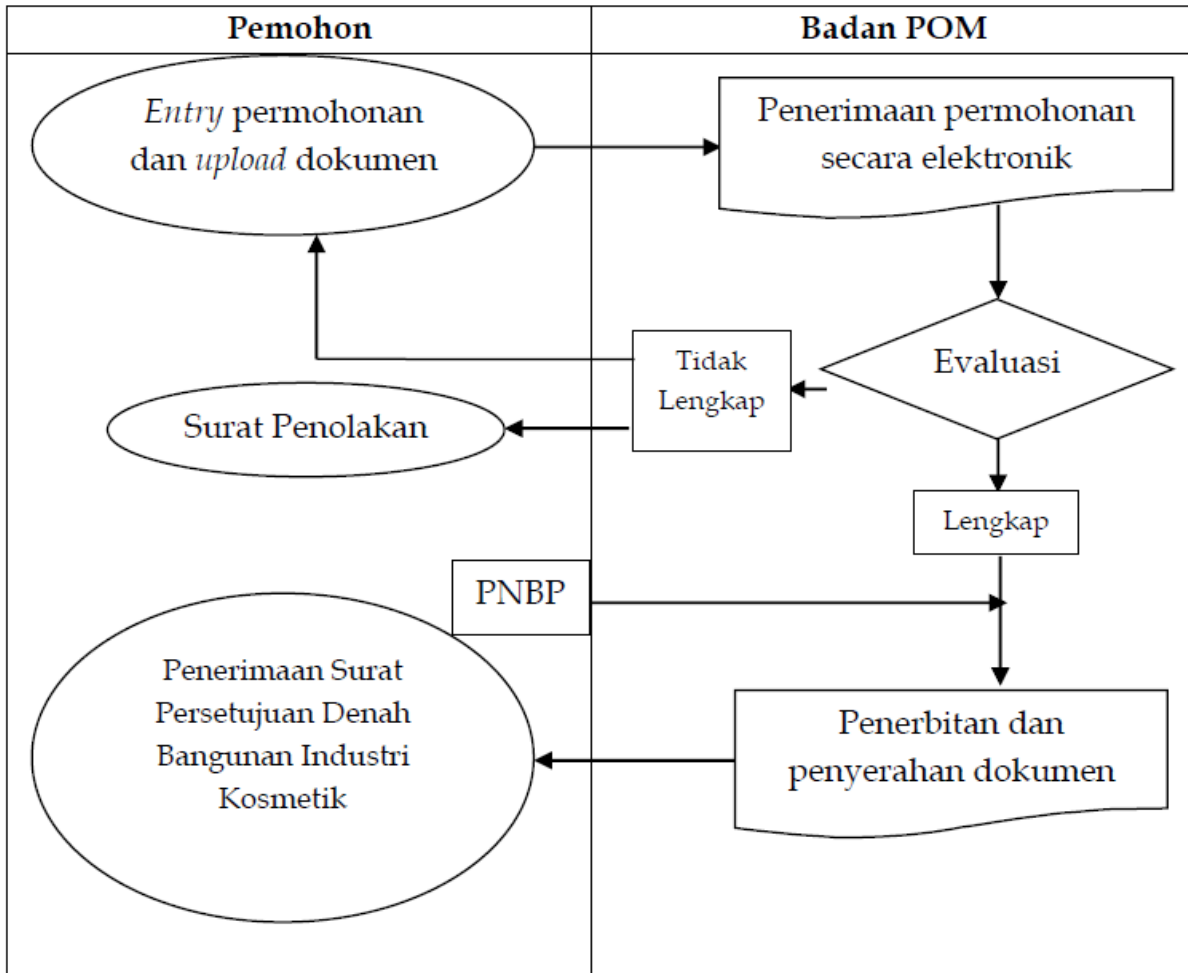 Pemohon
Badan POM
Entry permohonan
dan upload dokumen
Penerimaan permohonan
secara elektronik
Evaluasi
Tidak
Lengkap
Surat Penolakan
Lengkap
PNBP
Penerimaan Surat
Persetujuan Denah
Bangunan Industri
Kosmetik
Penerbitan dan
penyerahan dokumen